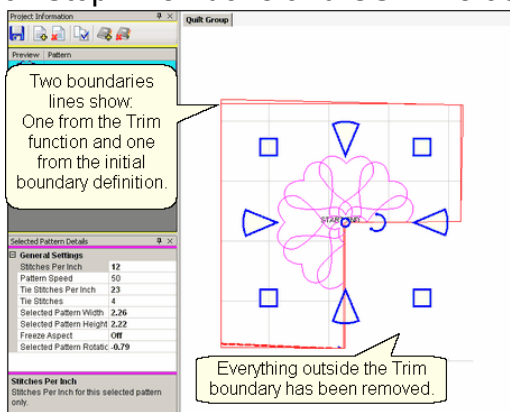 Project Information
Quilt Group
Preview Pattern
Two boundaries
lines show:
One from the Trim
function and one
from the initial
boundary definition.
Selected Pattern Details
General Settings
Stitches Per Inch 12
Pattern Speed 50
Tie Stitches Per Inch 23
Tie Stitches 4
Selected Pattern Width 2.26
Selected Pattern Height 2.22
Freeze Aspect Off
Selected Pattern Rotatic -0.79
Stitches Per Inch
Stitches Per Inch for this selected pattern
only.
Everything outside the Trim
boundary has been removed.